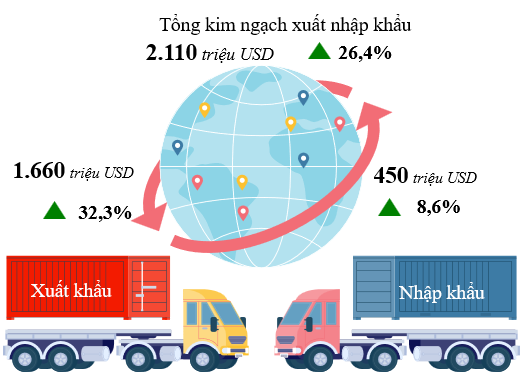 Tổng kim ngạch xuất nhập khẩu
2.110 triệu USD 26,4%
1.660 triệu USD
32,3%
450 triệu USD
8,6%
Xuất khẩu
Nhập khẩu